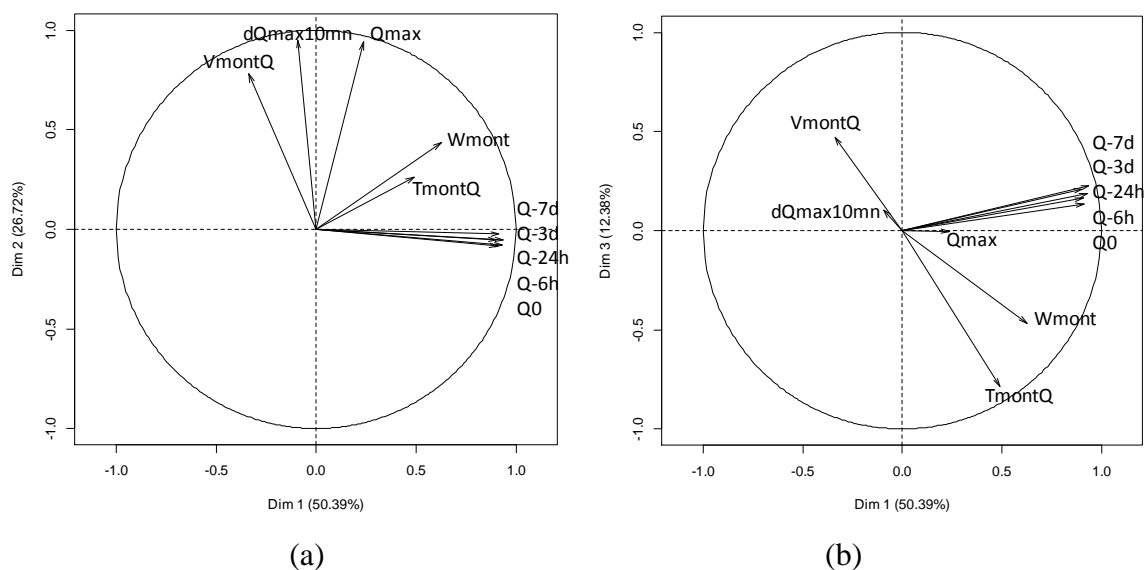 dQmax10mn
Qmax
VmontQ
Wmont
TmontQ
Q-7d
Q-3d
Q-24h
Q-6h
Q0
1.0
0.5
0.0
-0.5
-1.0
Dim 2 (26.72%)
-1.0 -0.5 0.0 0.5 1.0
Dim 1 (50.39%)
(a)
VmontQ
dQmax10mn
Qmax
Wmont
TmontQ
Q-7d
Q-3d
Q-24h
Q-6h
Q0
1.0
0.5
0.0
-0.5
-1.0
Dim 3 (12.38%)
-1.0 -0.5 0.0 0.5 1.0
Dim 1 (50.39%)
(b)